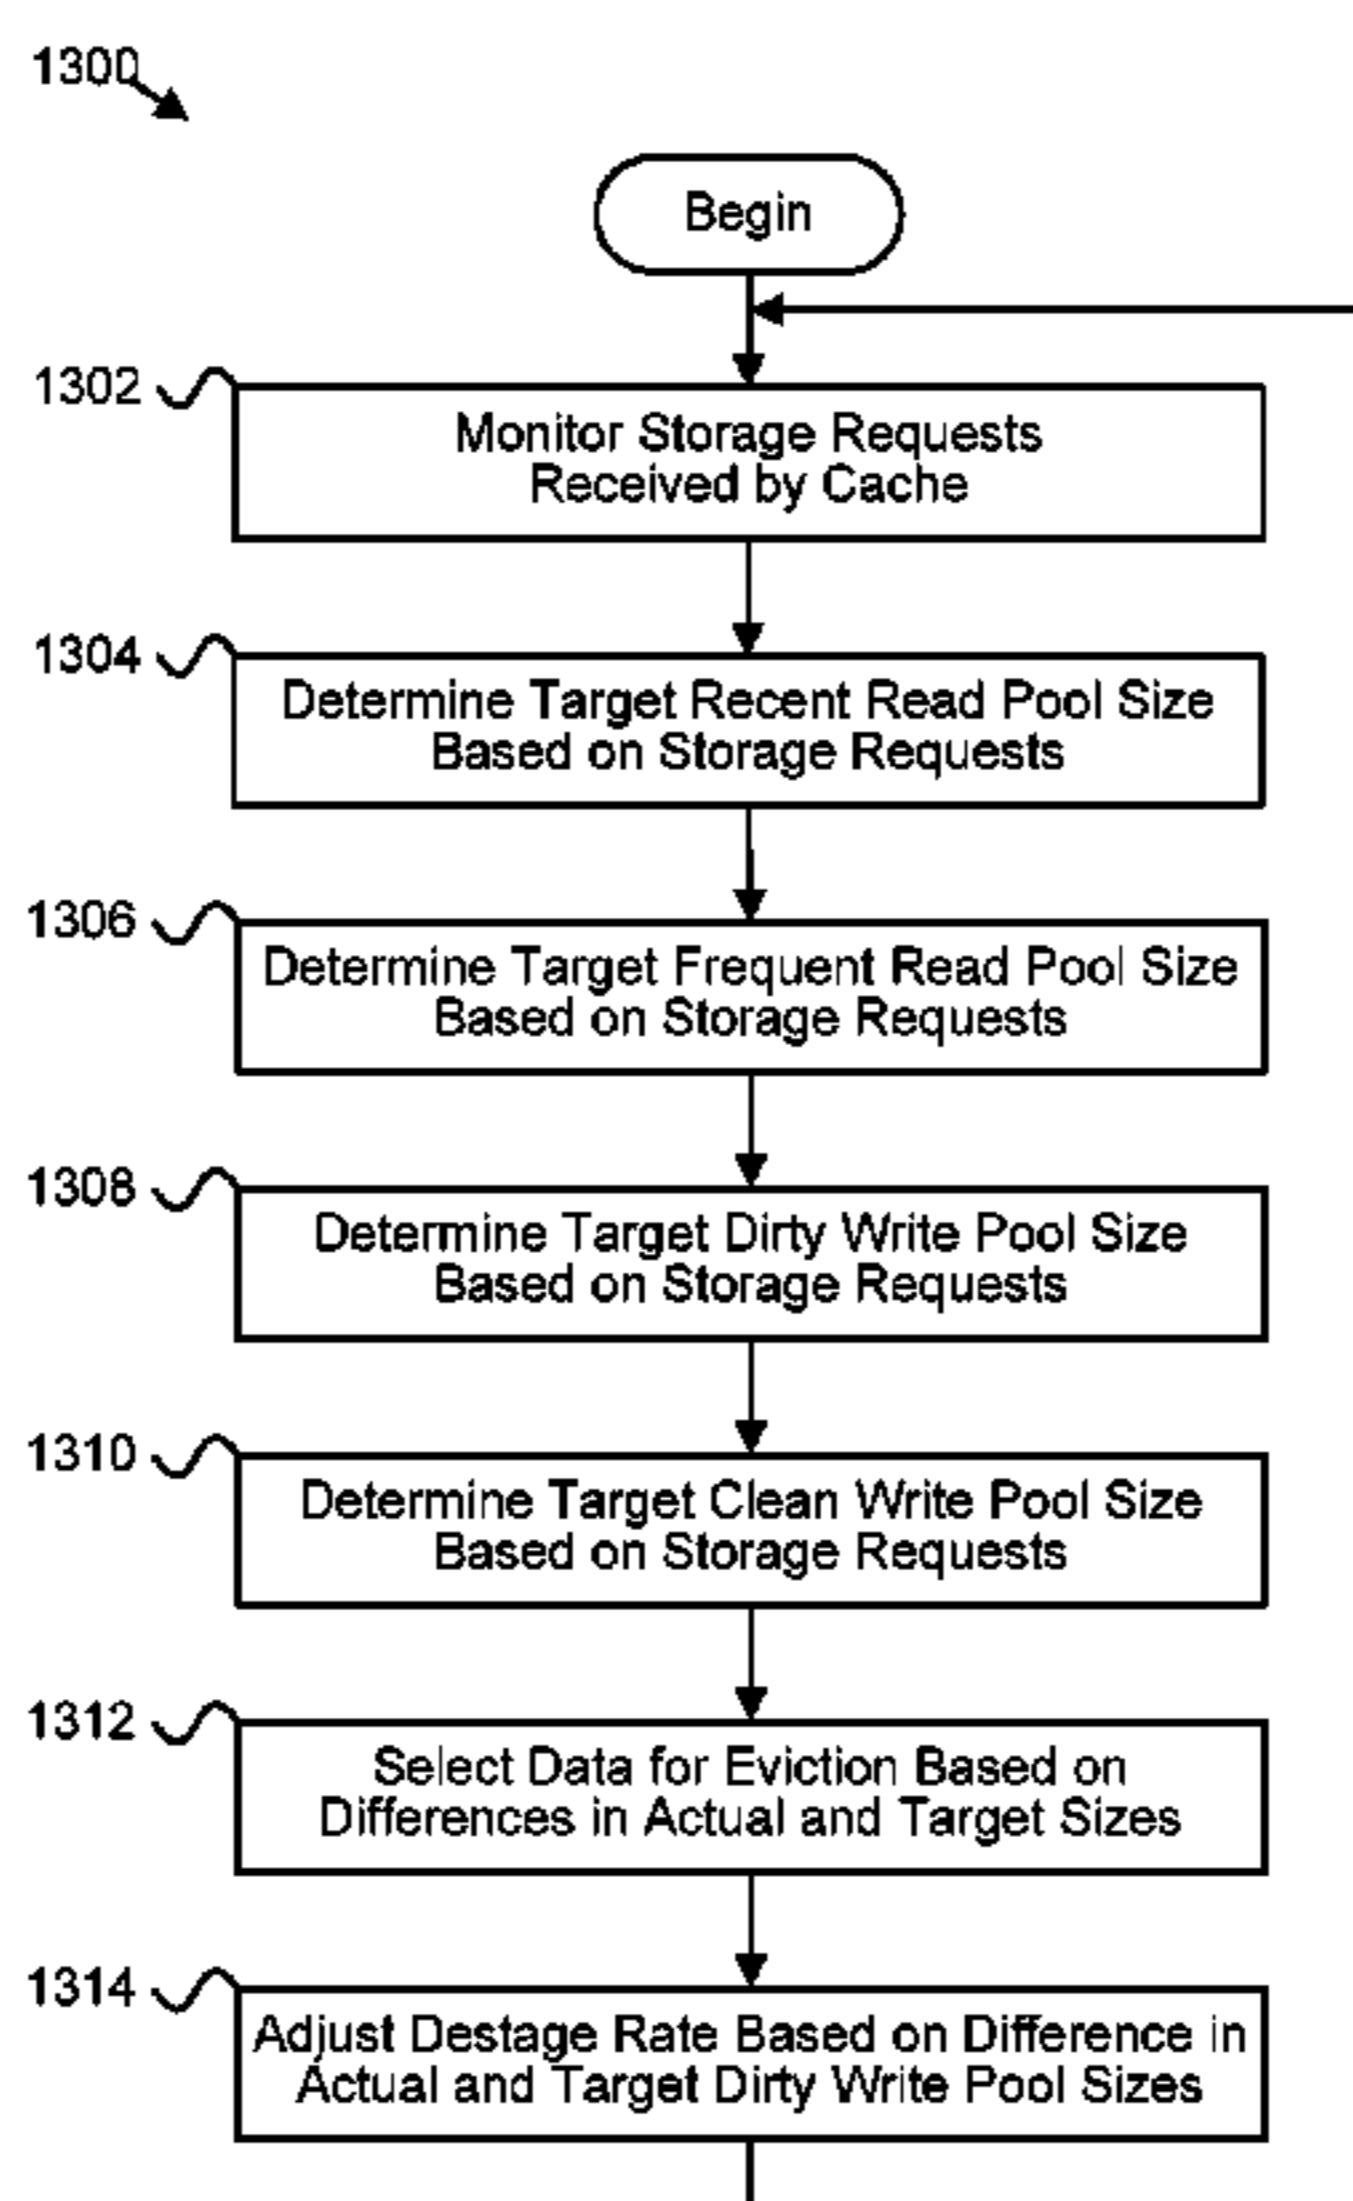 1300
Begin
1302
Monitor Storage Requests
Received by Cache
1304
Determine Target Recent Read Pool Size
Based on Storage Requests
1306
Determine Target Frequent Read Pool Size
Based on Storage Requests
1308
Determine Target Dirty Write Pool Size
Based on Storage Requests
1310
Determine Target Clean Write Pool Size
Based on Storage Requests
1312
Select Data for Eviction Based on
Differences in Actual and Target Sizes
1314
Adjust Destage Rate Based on Difference in
Actual and Target Dirty Write Pool Sizes